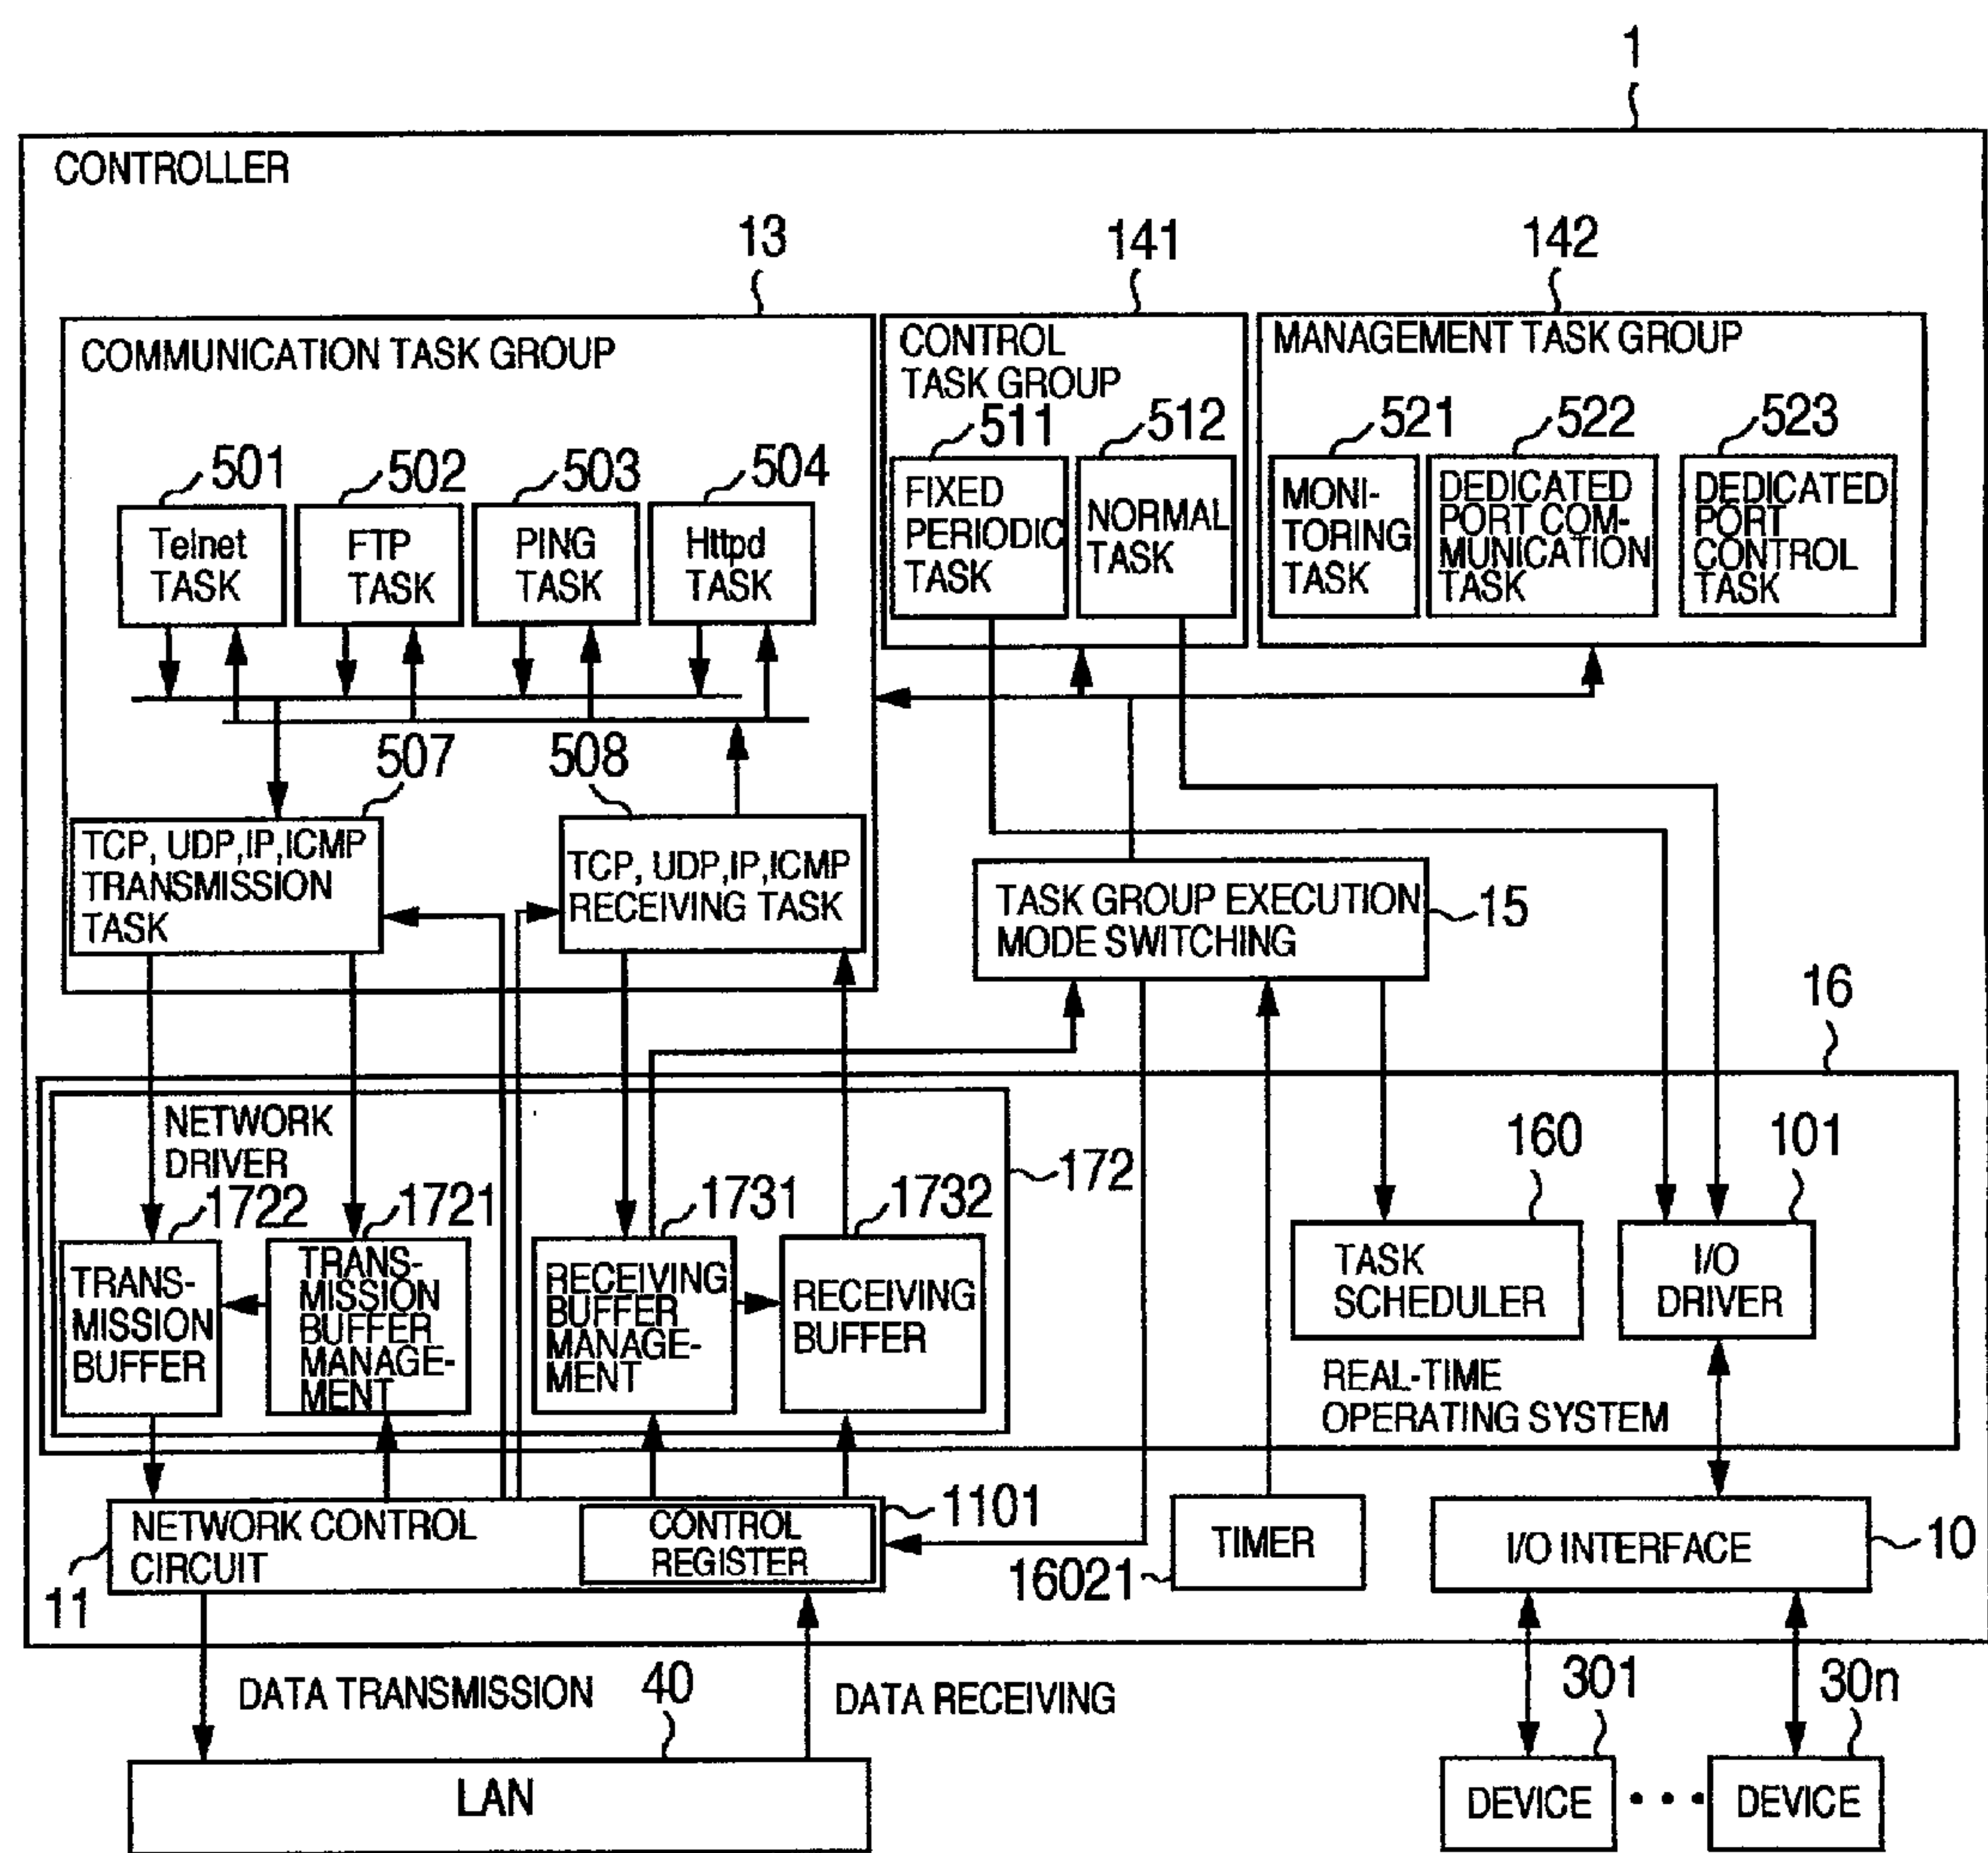 1
CONTROLLER
13
141
142
COMMUNICATION TASK GROUP
CONTROL
TASK GROUP
MANAGEMENT TASK GROUP
501
502
503
504
511
512
521
522
523
Telnet
TASK
FTP
TASK
PING
TASK
Httpd
TASK
FIXED
PERIODIC
TASK
NORMAL
TASK
MONI-
TORING
TASK
DEDICATED
PORT COM-
MUNICATION
TASK
DEDICATED
PORT
CONTROL
TASK
507
508
TCP, UDP,IP,ICMP
TRANSMISSION
TASK
TCP, UDP,IP,ICMP
RECEIVING TASK
TASK GROUP EXECUTION
MODE SWITCHING
15
16
NETWORK
DRIVER
172
160
101
1722
1721
1731
1732
TRANS-
MISSION
BUFFER
TRANS-
MISSION
BUFFER
MANAGE-
MENT
RECEIVING
BUFFER
MANAGE-
MENT
RECEIVING
BUFFER
TASK
SCHEDULER
I/O
DRIVER
REAL-TIME
OPERATING SYSTEM
NETWORK CONTROL
CIRCUIT
CONTROL
REGISTER
1101
11
TIMER
16021
I/O INTERFACE
10
DATA TRANSMISSION
40
DATA RECEIVING
301
30n
LAN
DEVICE
• • •
DEVICE